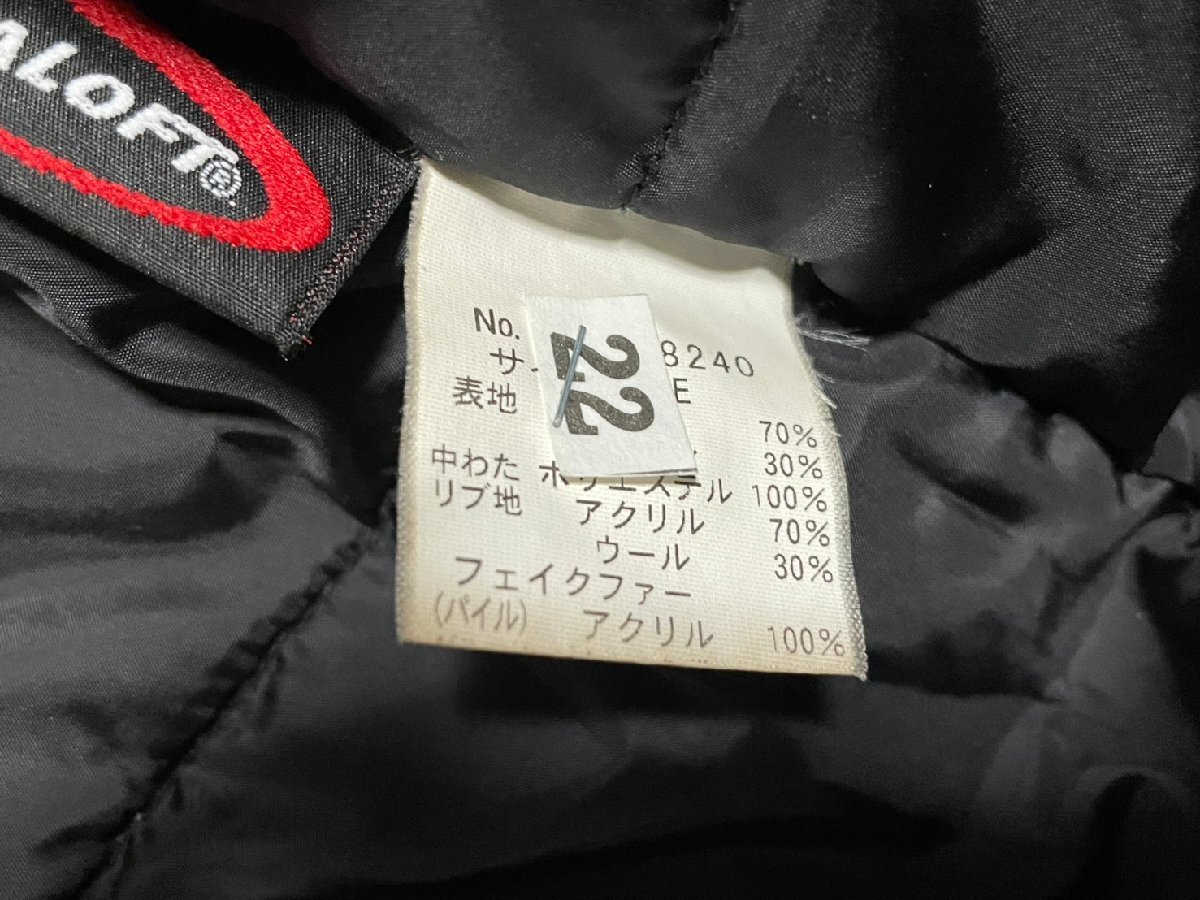 ALOFT®
No. 8240
サ E
表地
70%
30%
中わた ポリエステル 100%
リブ地 アクリル 70%
ウール 30%
フェイクファー
(パイル) アクリル 100%
22